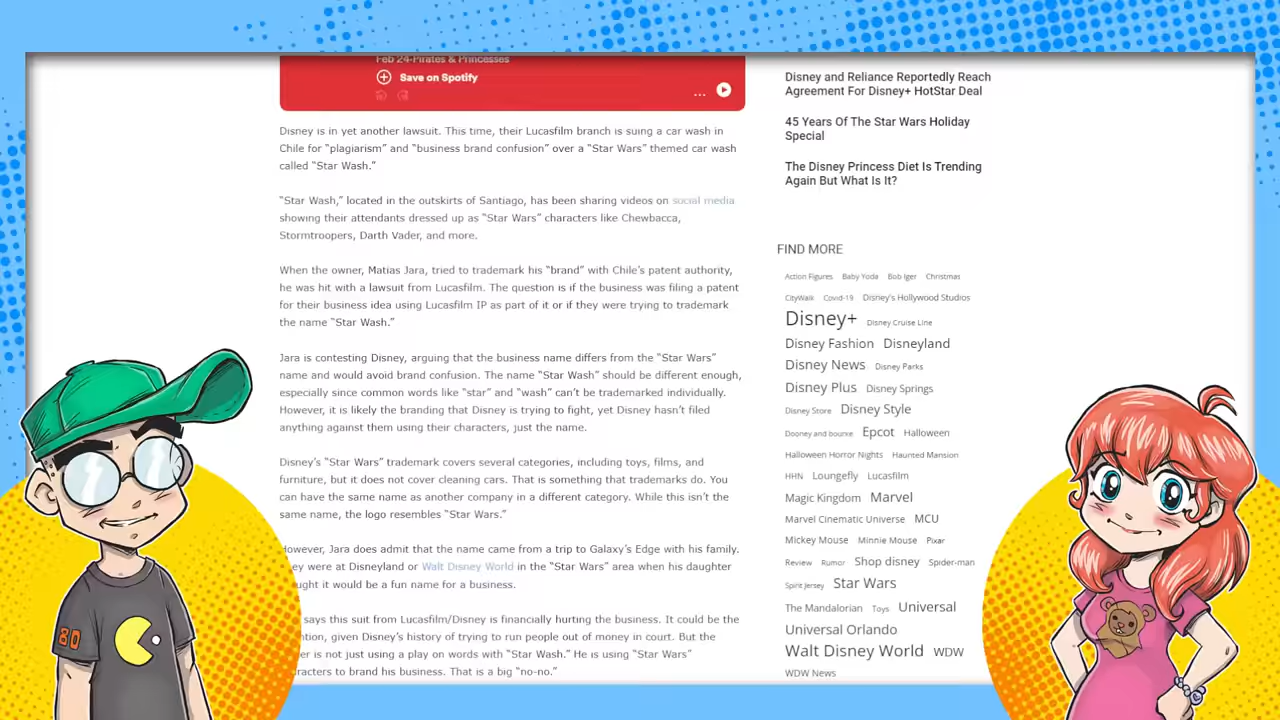 Feb 24-Pirates & Princesses
Save on Spotify
Disney is in yet another lawsuit. This time, their Lucasfilm branch is suing a car wash in
Chile for “plagiarism” and “business brand confusion” over a “Star Wars” themed car wash
called “Star Wash.”
“Star Wash,” located in the outskirts of Santiago, has been sharing videos on social media
showing their attendants dressed up as “Star Wars” characters like Chewbacca,
Stormtroopers, Darth Vader, and more.
When the owner, Matias Jara, tried to trademark his “brand” with Chile’s patent authority,
he was hit with a lawsuit from Lucasfilm. The question is if the business was filing a patent
for their business idea using Lucasfilm IP as part of it or if they were trying to trademark
the name “Star Wash.”
Jara is contesting Disney, arguing that the business name differs from the “Star Wars”
name and would avoid brand confusion. The name “Star Wash” should be different enough,
especially since common words like “star” and “wash” can’t be trademarked individually.
However, it is likely the branding that Disney is trying to fight, yet Disney hasn’t filed
anything against them using their characters, just the name.
Disney’s “Star Wars” trademark covers several categories, including toys, films, and
furniture, but it does not cover cleaning cars. That is something that trademarks do. You
can have the same name as another company in a different category. While this isn’t the
same name, the logo resembles “Star Wars.”
However, Jara does admit that the name came from a trip to Galaxy’s Edge with his family.
They were at Disneyland or Walt Disney World in the “Star Wars” area when his daughter
thought it would be a fun name for a business.
says this suit from Lucasfilm/Disney is financially hurting the business. It could be the
given Disney’s history of trying to run people out of money in court. But the
is not just using a play on words with “Star Wash.” He is using “Star Wars”
characters to brand his business. That is a big “no-no.”
Disney and Reliance Reportedly Reach
Agreement For Disney+ HotStar Deal
45 Years Of The Star Wars Holiday
Special
The Disney Princess Diet Is Trending
Again But What Is It?
FIND MORE
Action Figures Baby Yoda Bob Iger Christmas
CityWalk Covid-19 Disney's Hollywood Studios
Disney+ Disney Cruise Line
Disney Fashion Disneyland
Disney News Disney Parks
Disney Plus Disney Springs
Disney Store Disney Style
Dooney and bourke Epcot Halloween
Halloween Horror Nights Haunted Mansion
HHN Loungefly Lucasfilm
Magic Kingdom Marvel
Marvel Cinematic Universe MCU
Mickey Mouse Minnie Mouse Pixar
Review Rumor Shop disney Spider-man
Spirit Jersey Star Wars
The Mandalorian Toys Universal
Universal Orlando
Walt Disney World WDW
WDW News
80